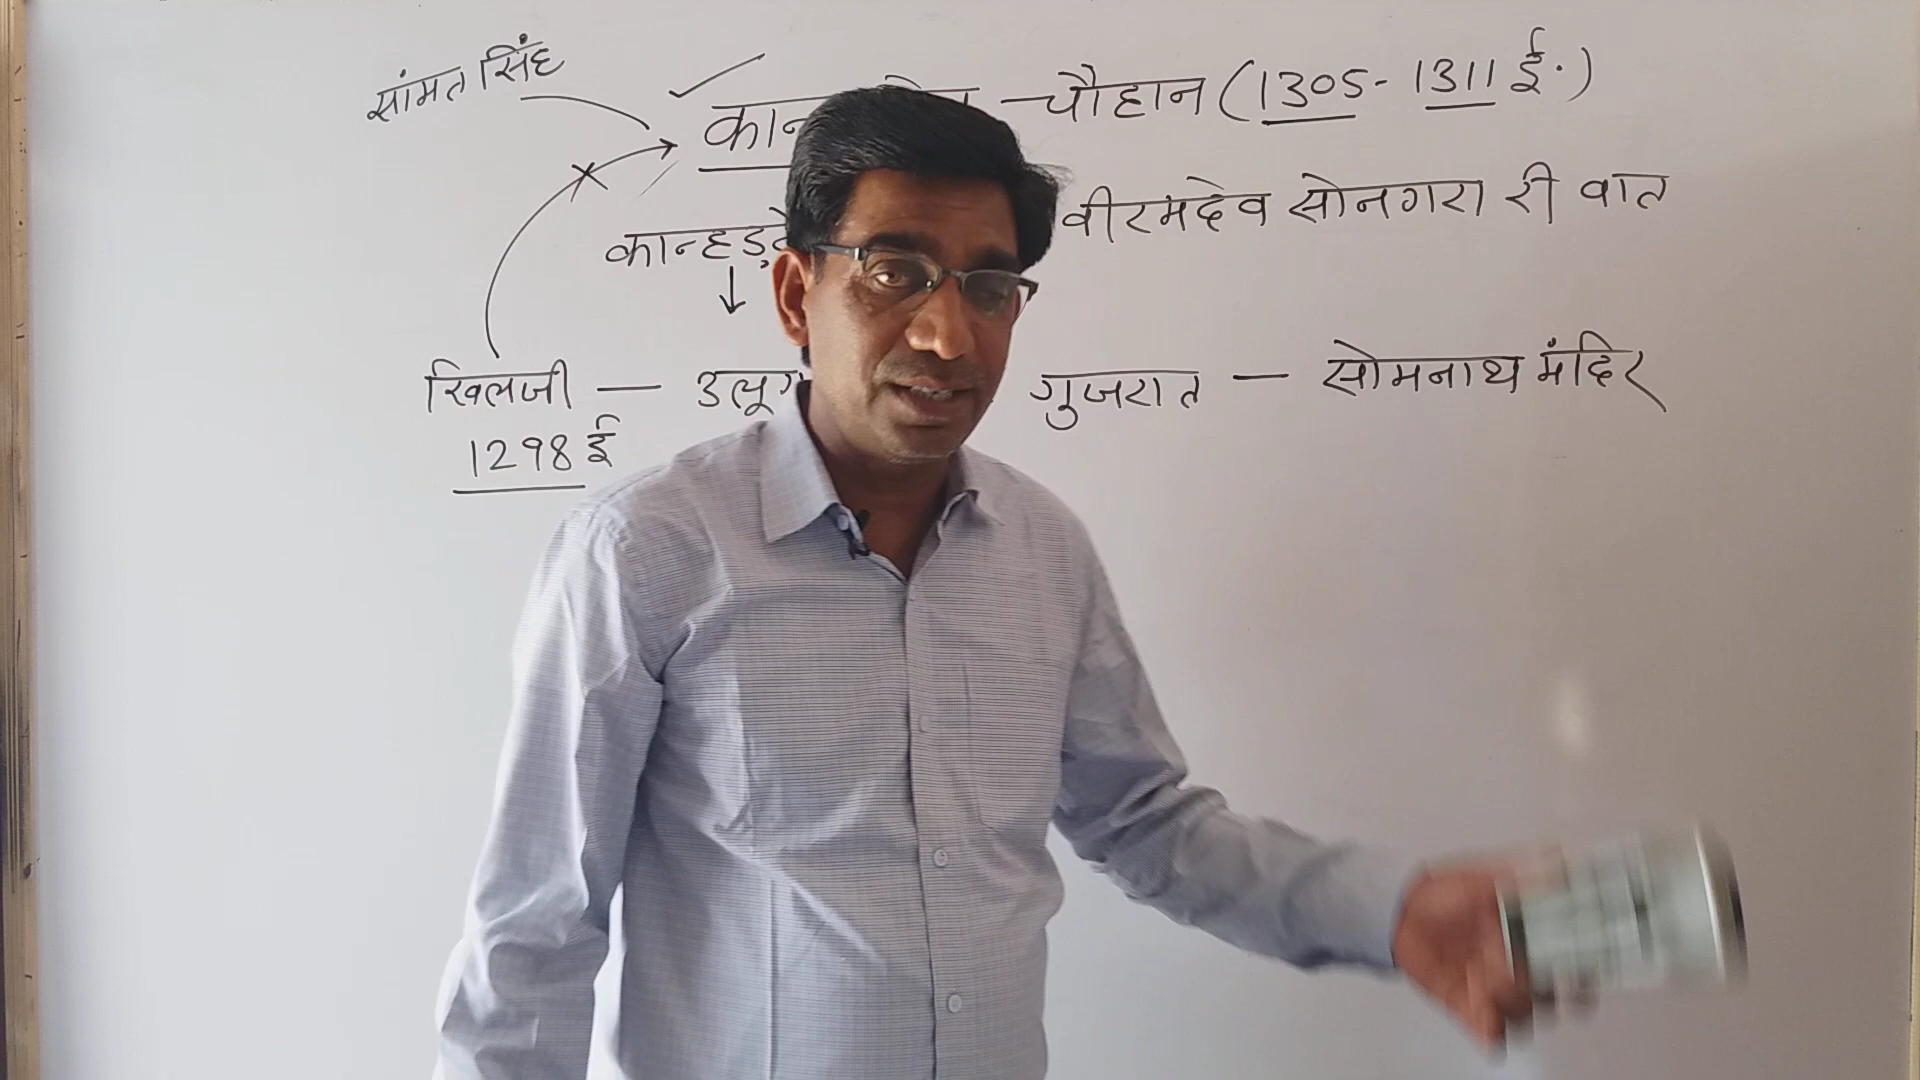 सांमत सिंह
चौहान (1305-1311 ई.)
वीरमदेव सोनगरा री वात
खिलजी — गुजरात — सोमनाथ मंदिर
1298 ई